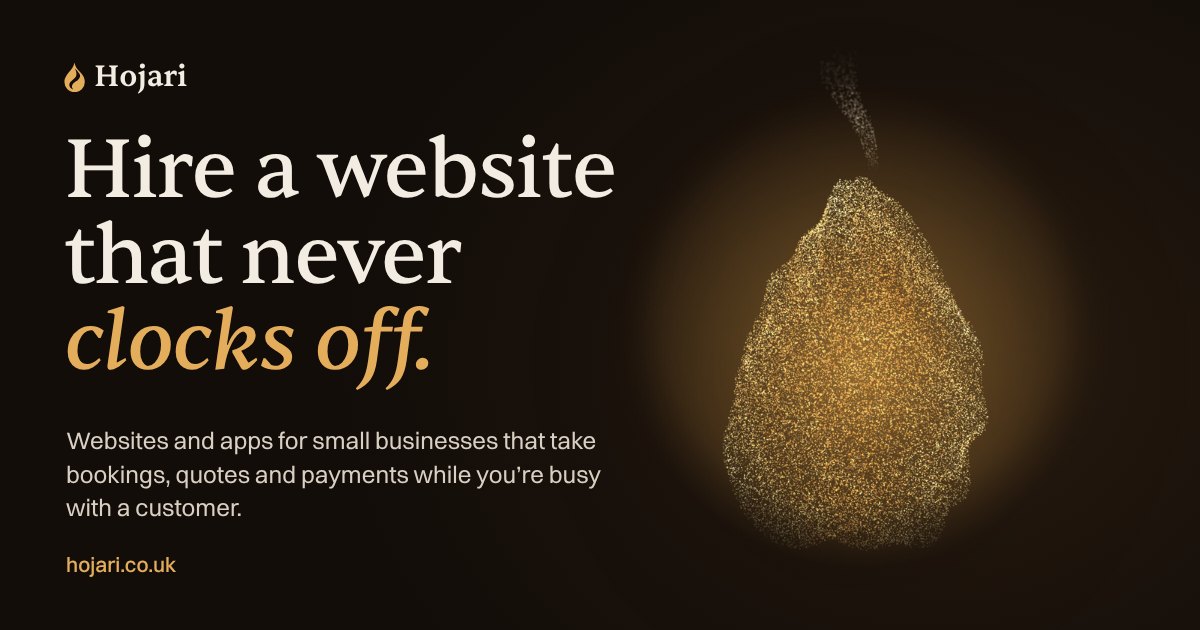 Hojari
Hire a website
that never
clocks off.
Websites and apps for small businesses that take
bookings, quotes and payments while you’re busy
with a customer.
hojari.co.uk